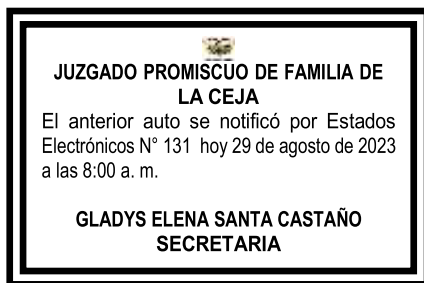 JUZGADO PROMISCUO DE FAMILIA DE
LA CEJA
El anterior auto se notificó por Estados
Electrónicos N° 131 hoy 29 de agosto de 2023
a las 8:00 a. m.
GLADYS ELENA SANTA CASTAÑO
SECRETARIA